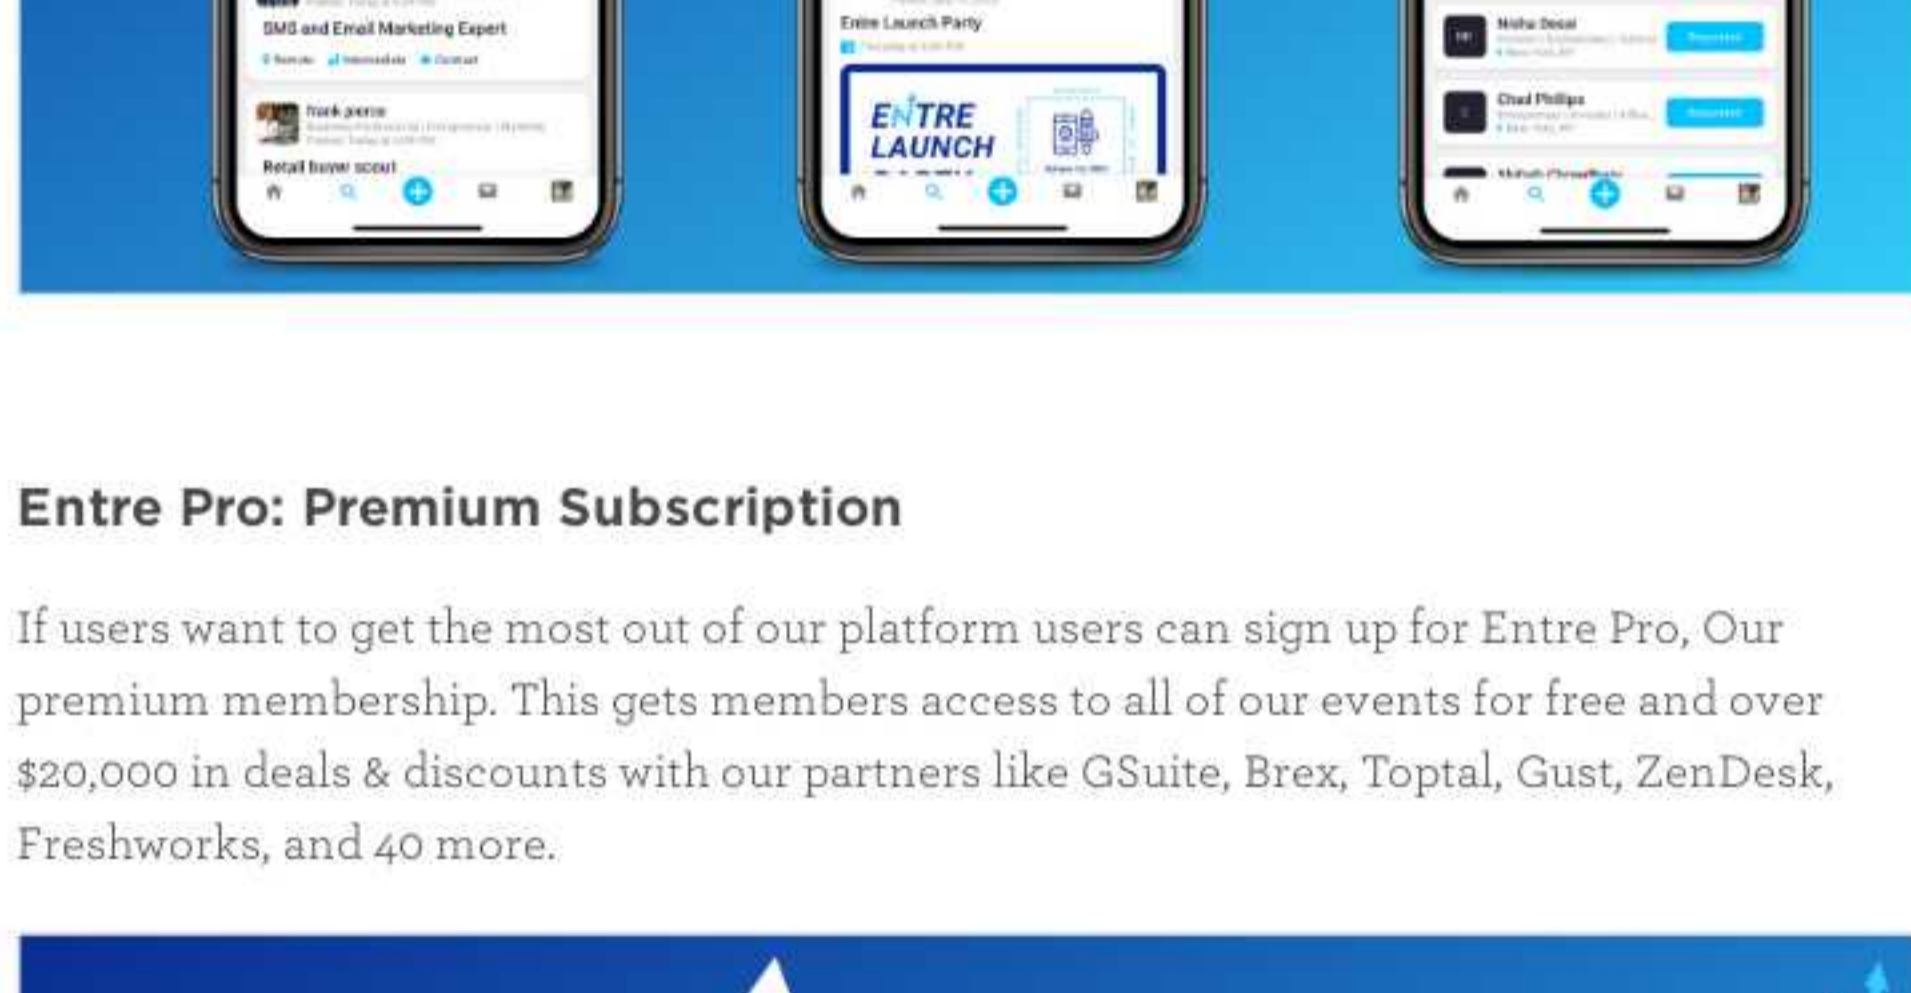 SMS and Email Marketing Expert
Remote Intermediate Contract
frank pierce
Retail buyer scout
Entre Launch Party
ENTRE
LAUNCH
Nisha Desai
Chad Phillips
Entre Pro: Premium Subscription
If users want to get the most out of our platform users can sign up for Entre Pro, Our
premium membership. This gets members access to all of our events for free and over
$20,000 in deals & discounts with our partners like GSuite, Brex, Toptal, Gust, ZenDesk,
Freshworks, and 40 more.